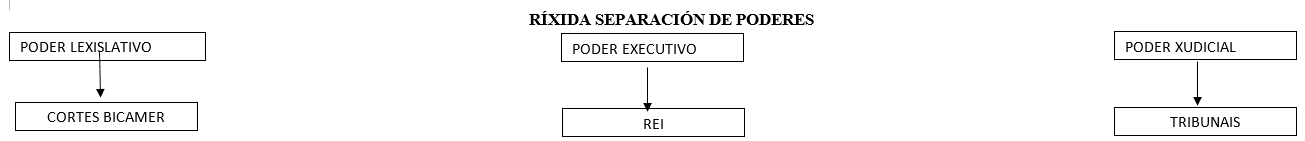 RÍXIDA SEPARACIÓN DE PODERES
PODER LEXISLATIVO
PODER EXECUTIVO
PODER XUDICIAL
CORTES BICAMER
REI
TRIBUNAIS